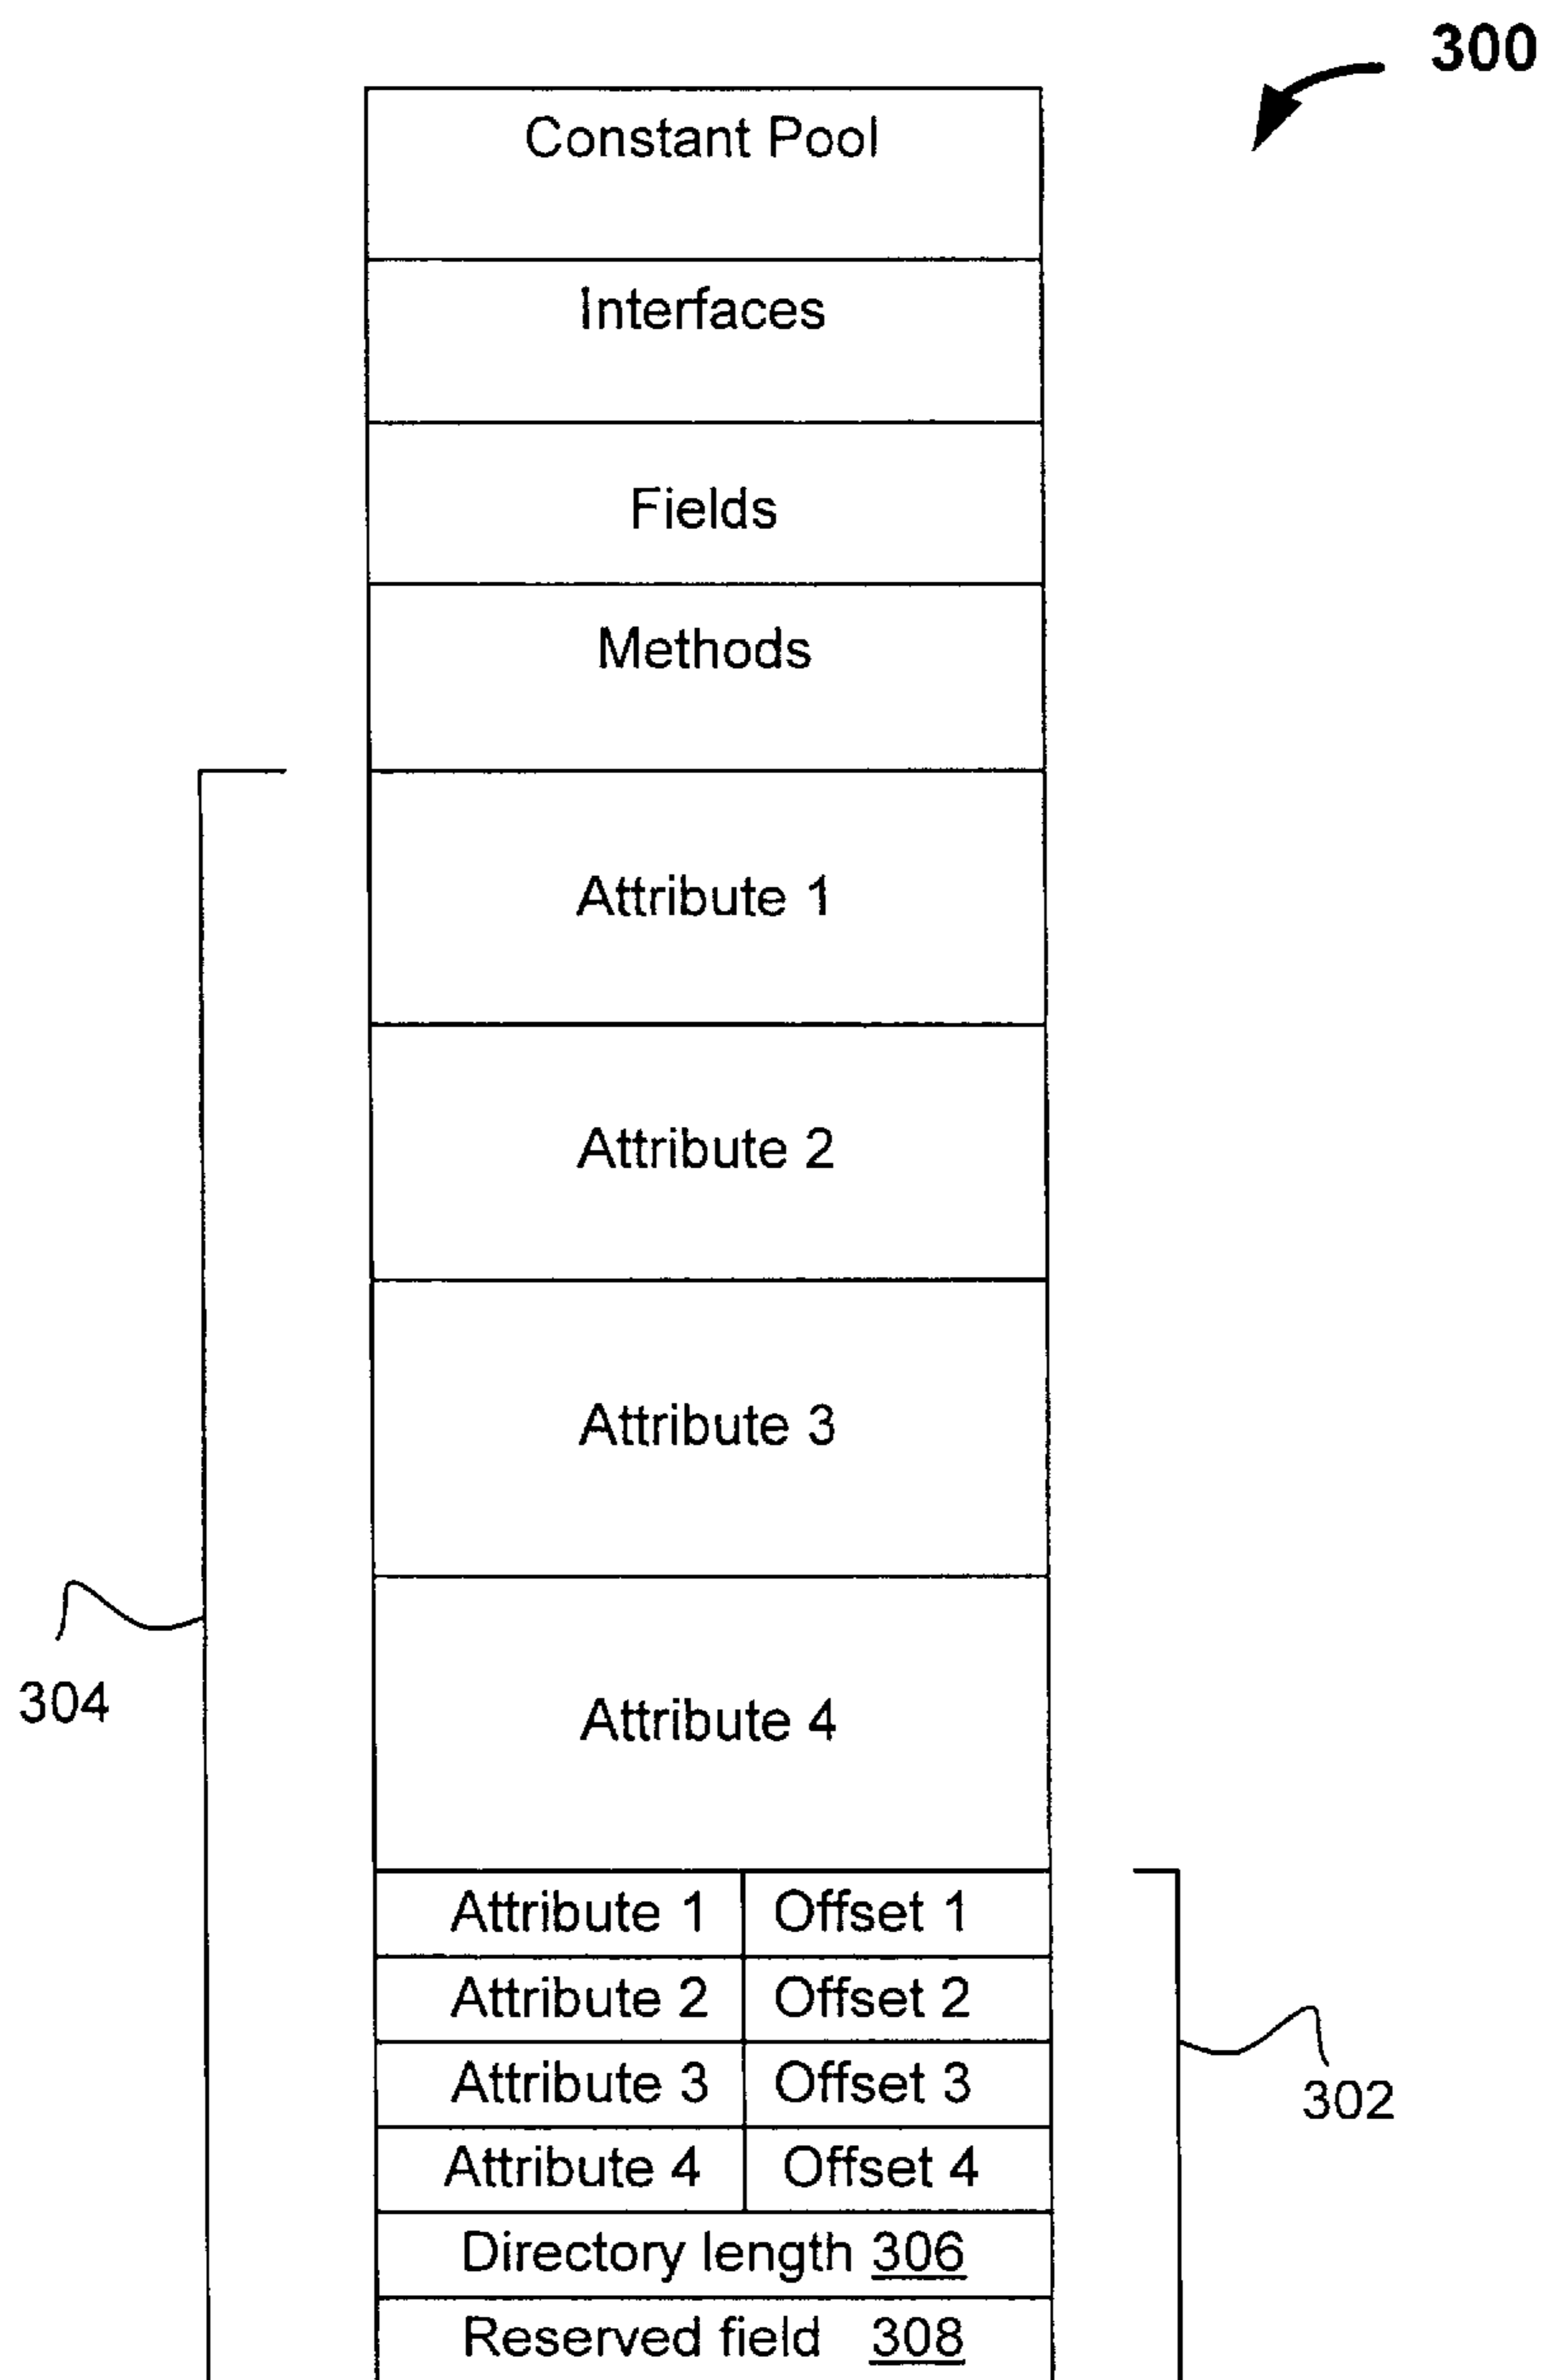 300
Constant Pool
Interfaces
Fields
Methods
Attribute 1
Attribute 2
Attribute 3
304
Attribute 4
Attribute 1 Offset 1
Attribute 2 Offset 2
Attribute 3 Offset 3
302
Attribute 4 Offset 4
Directory length 306
Reserved field 308